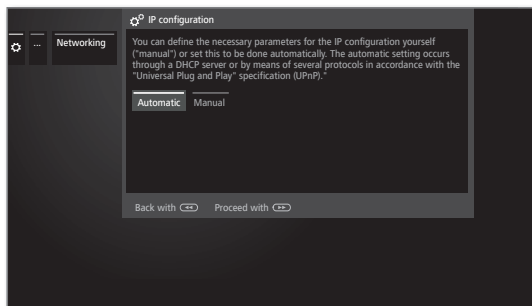 IP configuration
... Networking
You can define the necessary parameters for the IP configuration yourself
("manual") or set this to be done automatically. The automatic setting occurs
through a DHCP server or by means of several protocols in accordance with the
"Universal Plug and Play" specification (UPnP)."
Automatic Manual
Back with Proceed with